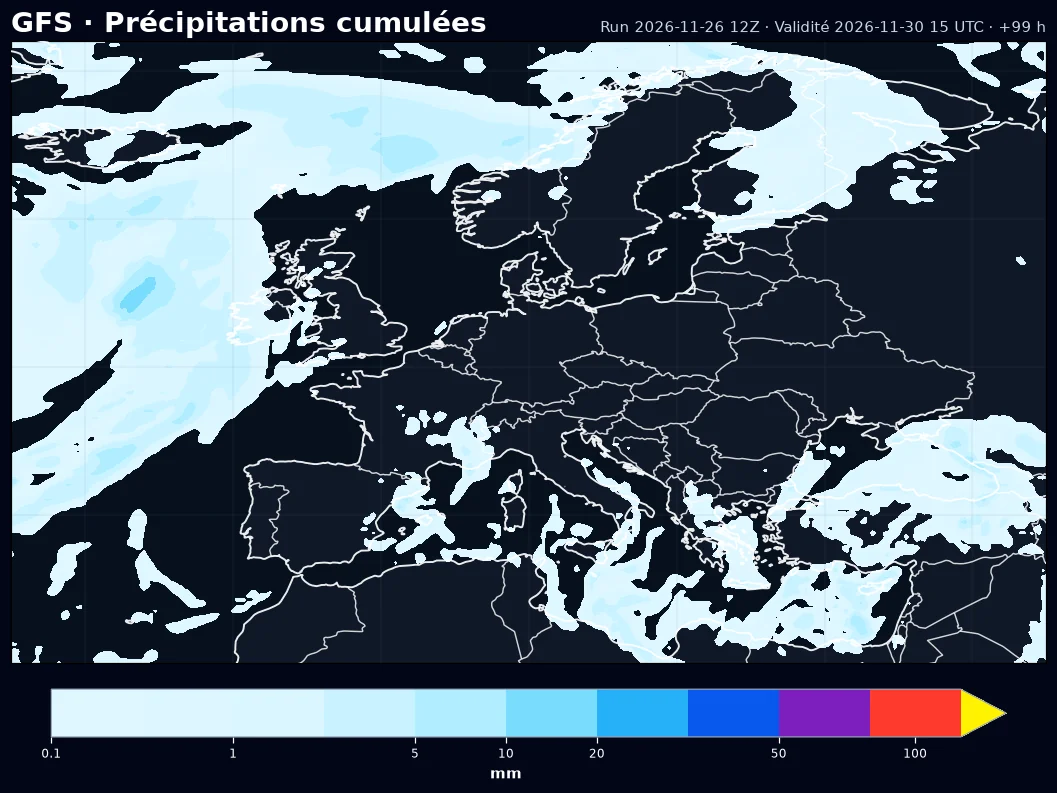 GFS · Précipitations cumulées
Run 2026-11-26 12Z · Validité 2026-11-30 15 UTC · +99 h
0.1 1 5 10 20 50 100
mm